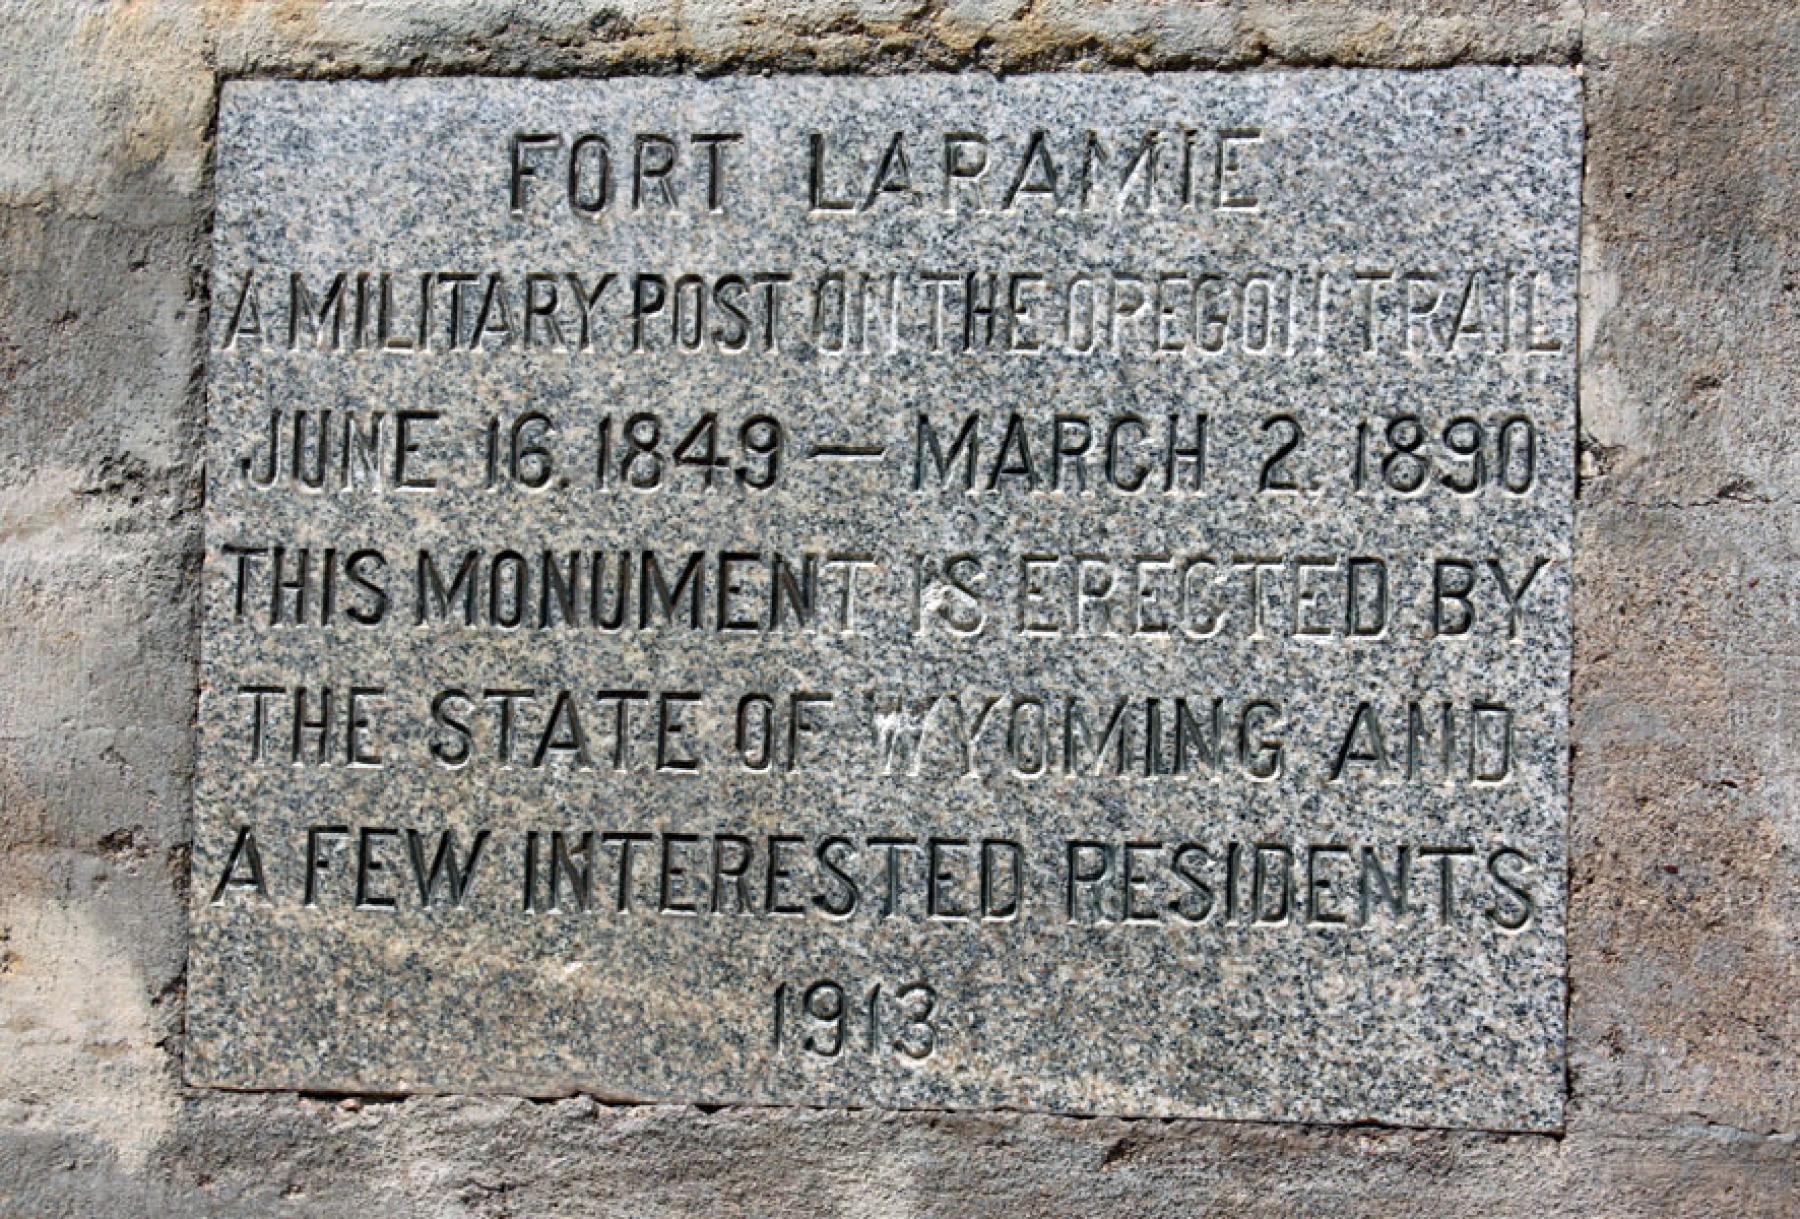 FORT LARAMIE
A MILITARY POST ON THE OREGON TRAIL
JUNE 16. 1849 — MARCH 2. 1890
THIS MONUMENT IS ERECTED BY
THE STATE OF WYOMING AND
A FEW INTERESTED RESIDENTS
1913